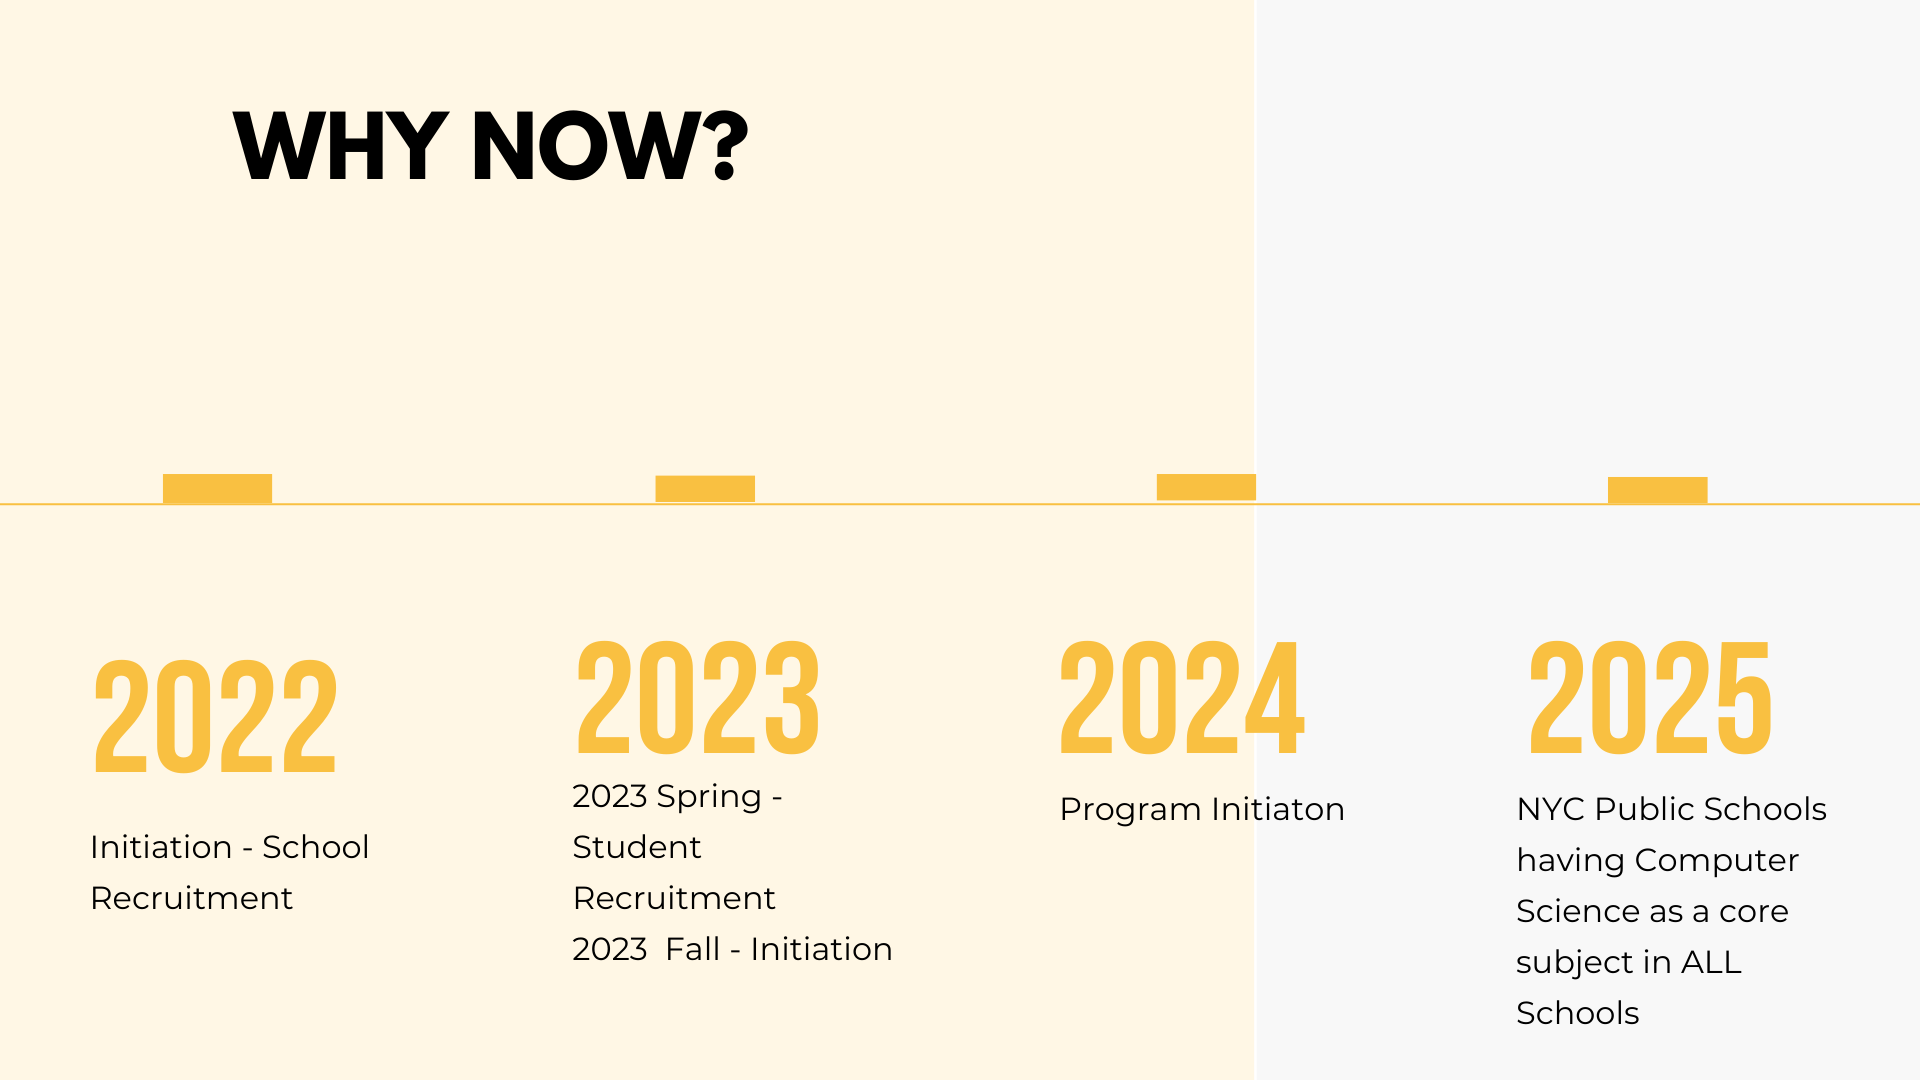 WHY NOW?
2022
Initiation - School
Recruitment
2023
2023 Spring -
Student
Recruitment
2023  Fall - Initiation
2024
Program Initiaton
2025
NYC Public Schools
having Computer
Science as a core
subject in ALL
Schools